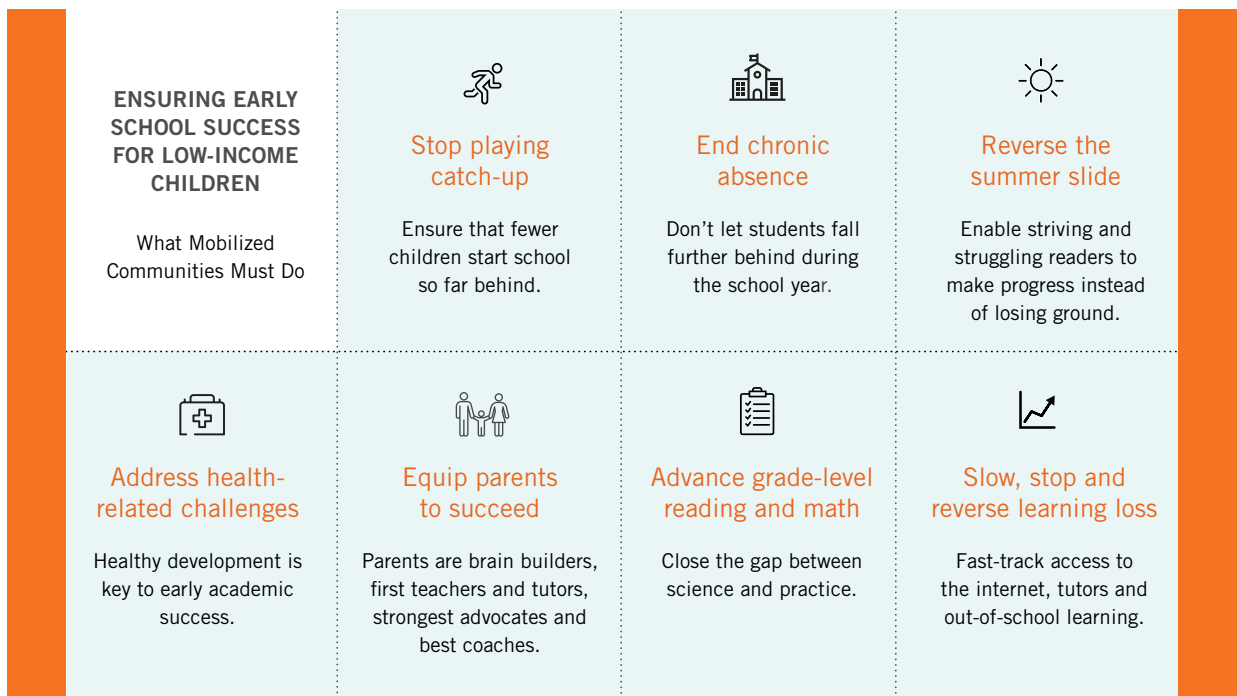 ENSURING EARLY
SCHOOL SUCCESS
FOR LOW-INCOME
CHILDREN
What Mobilized
Communities Must Do
Stop playing
catch-up
Ensure that fewer
children start school
so far behind.
End chronic
absence
Don’t let students fall
further behind during
the school year.
Reverse the
summer slide
Enable striving and
struggling readers to
make progress instead
of losing ground.
Address health-
related challenges
Healthy development is
key to early academic
success.
Equip parents
to succeed
Parents are brain builders,
first teachers and tutors,
strongest advocates and
best coaches.
Advance grade-level
reading and math
Close the gap between
science and practice.
Slow, stop and
reverse learning loss
Fast-track access to
the internet, tutors and
out-of-school learning.